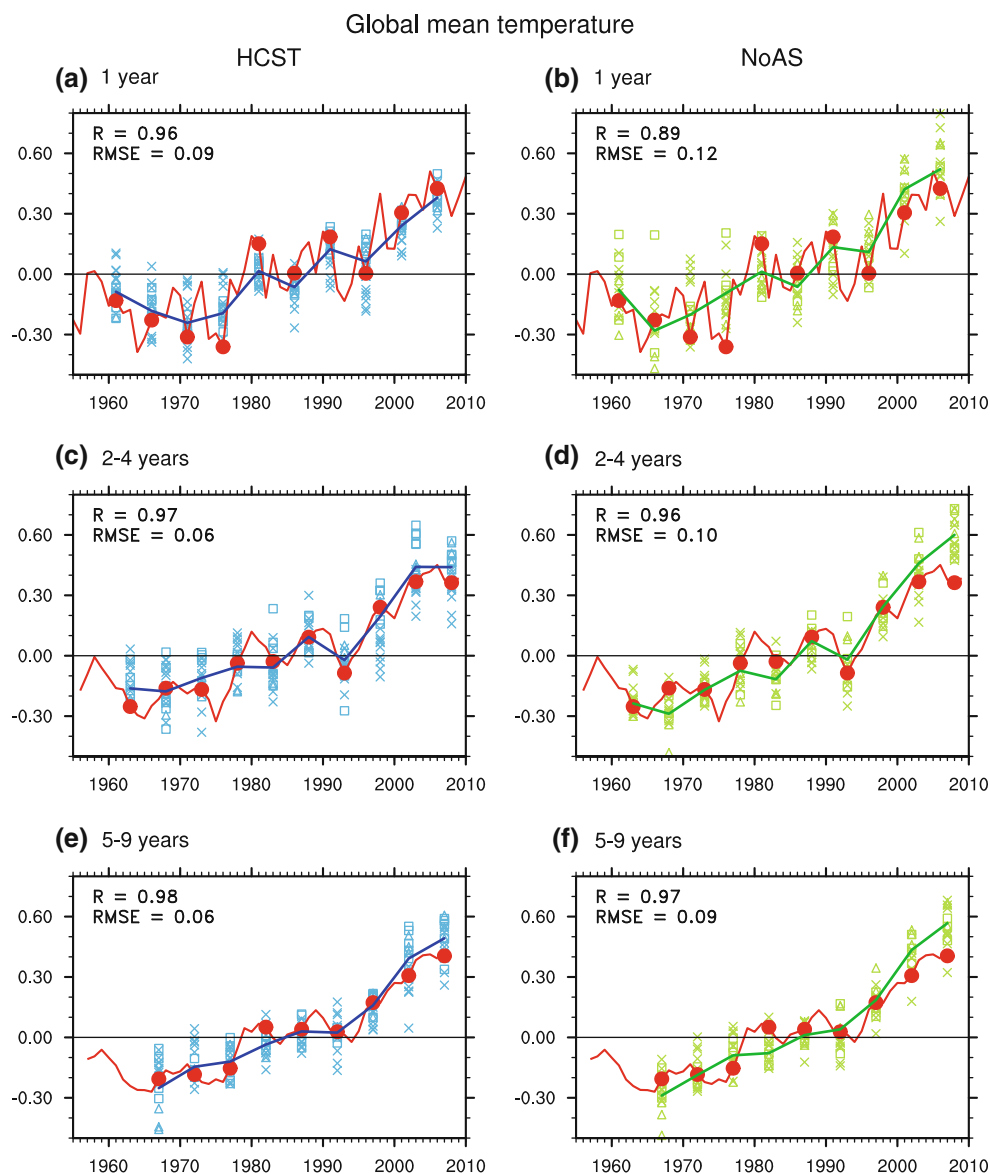 Global mean temperature
HCST NoAS
(a) 1 year (b) 1 year
R = 0.96 R = 0.89
RMSE = 0.09 RMSE = 0.12
0.60 0.60
0.30 0.30
0.00 0.00
-0.30 -0.30
1960 1970 1980 1990 2000 2010 1960 1970 1980 1990 2000 2010
(c) 2-4 years (d) 2-4 years
R = 0.97 R = 0.96
RMSE = 0.06 RMSE = 0.10
0.60 0.60
0.30 0.30
0.00 0.00
-0.30 -0.30
1960 1970 1980 1990 2000 2010 1960 1970 1980 1990 2000 2010
(e) 5-9 years (f) 5-9 years
R = 0.98 R = 0.97
RMSE = 0.06 RMSE = 0.09
0.60 0.60
0.30 0.30
0.00 0.00
-0.30 -0.30
1960 1970 1980 1990 2000 2010 1960 1970 1980 1990 2000 2010